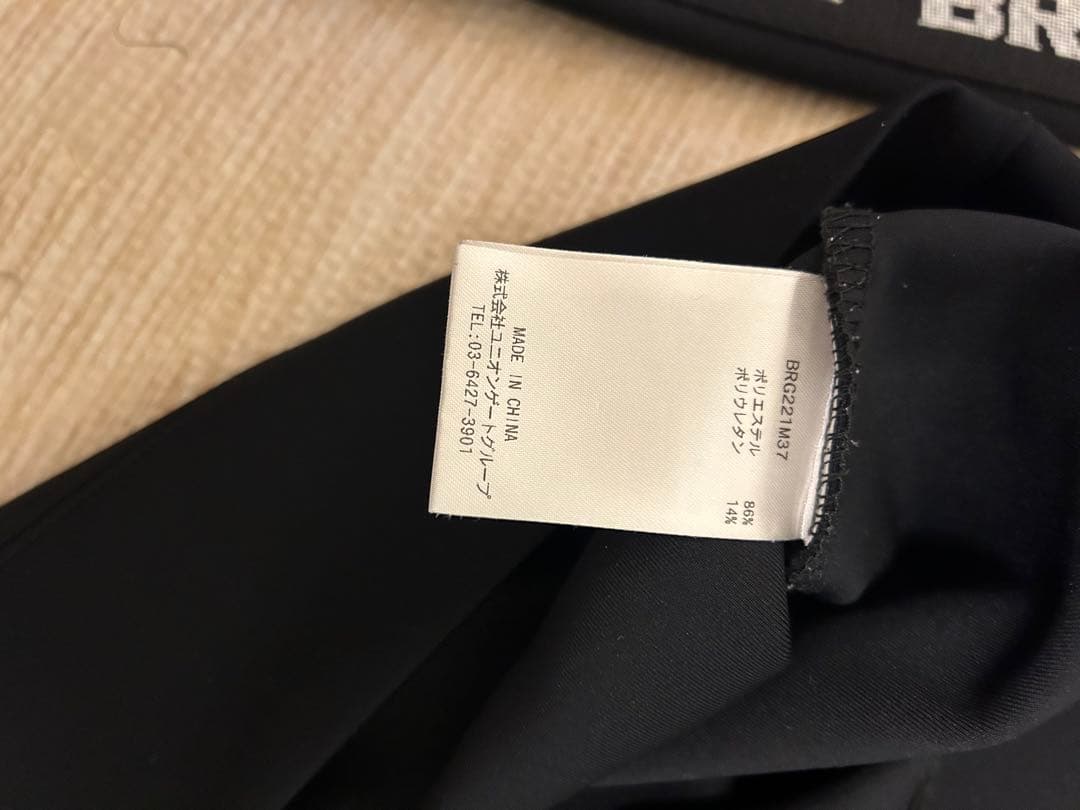 BRG221M37
ポリエステル 86%
ポリウレタン 14%
MADE IN CHINA
株式会社ユニオンゲートグループ
TEL:03-6427-3901
BR